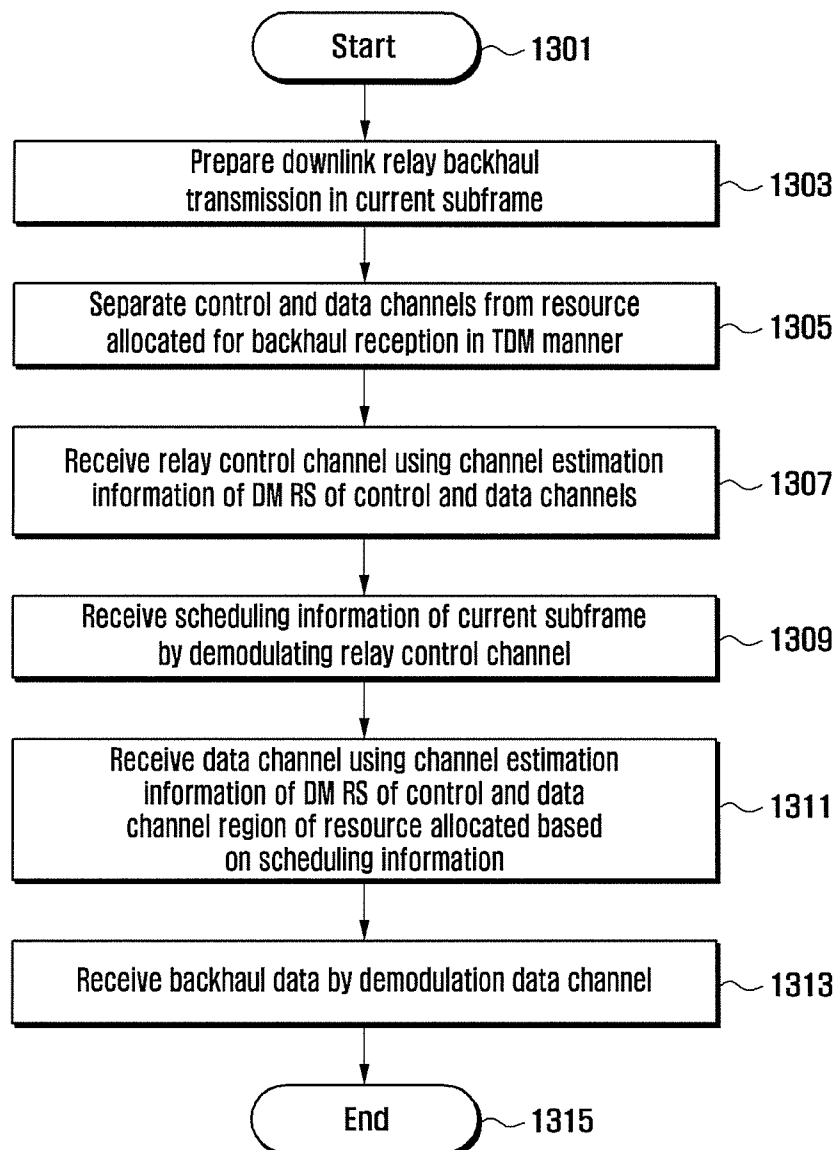 Start
1301
Prepare downlink relay backhaul
transmission in current subframe
1303
Separate control and data channels from resource
allocated for backhaul reception in TDM manner
1305
Receive relay control channel using channel estimation
information of DM RS of control and data channels
1307
Receive scheduling information of current subframe
by demodulating relay control channel
1309
Receive data channel using channel estimation
information of DM RS of control and data
channel region of resource allocated based
on scheduling information
1311
Receive backhaul data by demodulation data channel
1313
End
1315